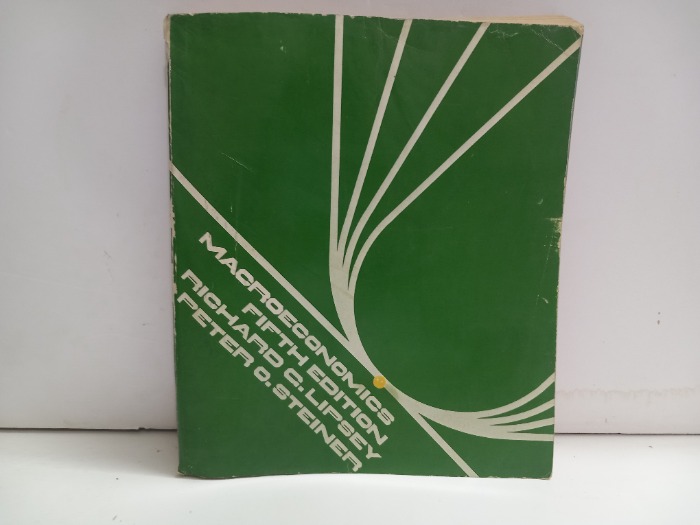 MACROECONOMICS
FIFTH EDITION
RICHARD C. LIPSEY
PETER O. STEINER